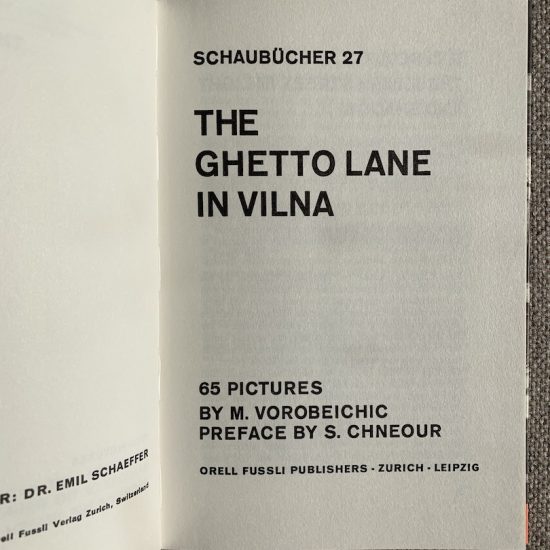 R: DR. EMIL SCHAEFFER
ell Fussli Verlag Zurich, Switzerland
SCHAUBÜCHER 27
THE
GHETTO LANE
IN VILNA
65 PICTURES
BY M. VOROBEICHIC
PREFACE BY S. CHNEOUR
ORELL FUSSLI PUBLISHERS · ZURICH · LEIPZIG